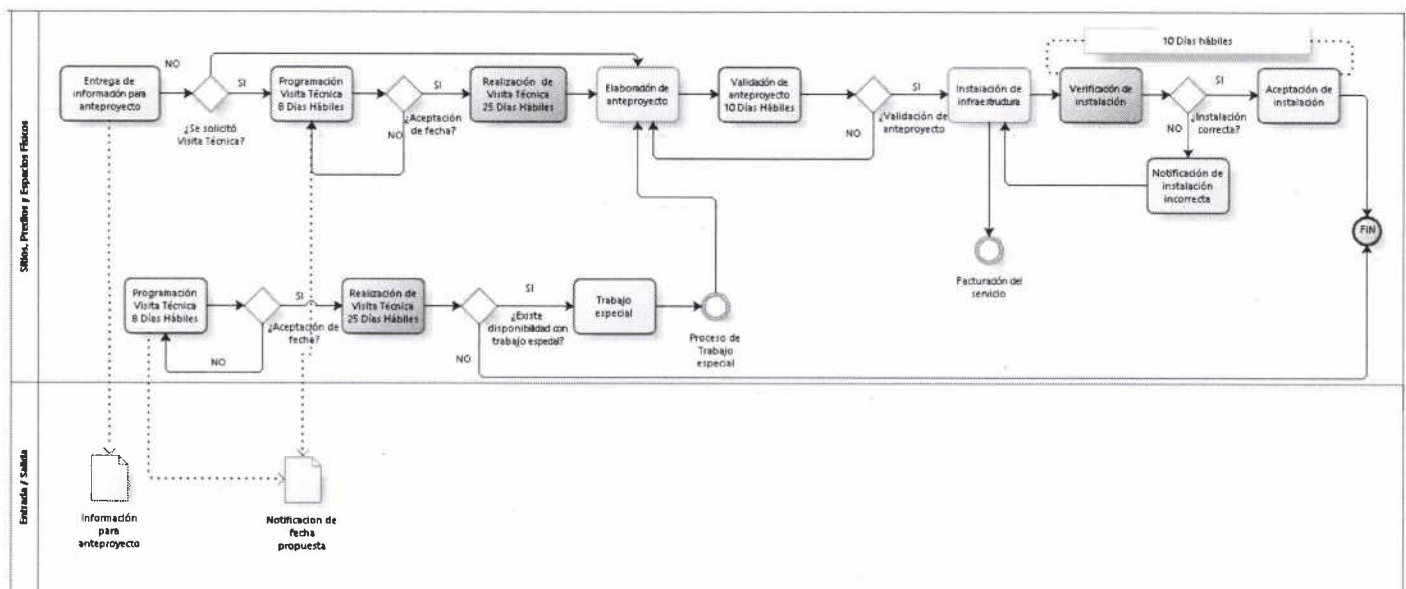 Sitios, Predios y Espacios Físicos
Entrega de
información para
anteproyecto
NO
SI
¿Se solicitó
Visita Técnica?
Programación
Visita Técnica
8 Días Hábiles
SI
NO
¿Aceptación
de fecha?
Realización de
Visita Técnica
25 Días Hábiles
Elaboración de
anteproyecto
Validación de
anteproyecto
10 Días Hábiles
SI
NO
¿Validación de
anteproyecto
Instalación de
infraestructura
10 Días hábiles
Verificación de
instalación
SI
NO
¿Instalación
correcta?
Aceptación de
instalación
Notificación de
instalación
incorrecta
FIN
Facturación del
servicio
Programación
Visita Técnica
8 Días Hábiles
SI
¿Aceptación de
fecha?
NO
Realización de
Visita Técnica
25 Días Hábiles
SI
¿Existe
disponibilidad con
trabajo especial?
NO
Trabajo
especial
Proceso de
Trabajo
especial
Entrada / Salida
Información
para
anteproyecto
Notificacion de
fecha
propuesta